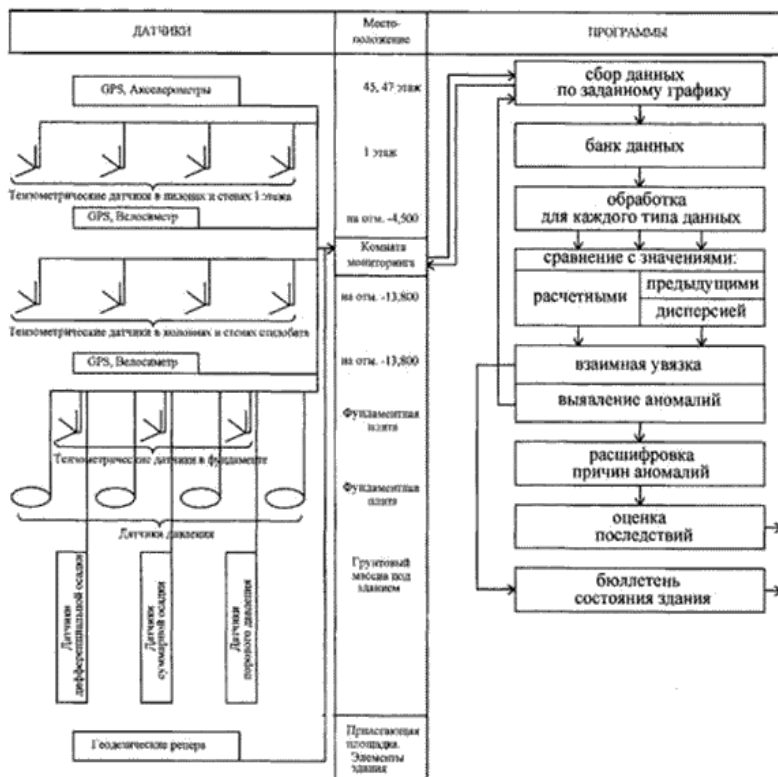 ДАТЧИКИ
Место-
положение
ПРОГРАММЫ
GPS, Акселерометры
45, 47 этаж
Тензометрические датчики в пилонах и стенах 1 этажа
1 этаж
GPS, Велосиметр
на отм. -4,500
Комната
мониторинга
Тензометрические датчики в колоннах и стенах стилобата
на отм. -13,800
GPS, Велосиметр
на отм. -13,800
Тензометрические датчики в фундаменте
Фундаментная
плита
Датчики давления
Фундаментная
плита
Датчики
дифференциальной осадки
Датчики
суммарной осадки
Датчики
порового давления
Грунтовый
массив под
зданием
Геодезические репера
Прилегающая
площадка.
Элементы
здания
сбор данных
по заданному графику
банк данных
обработка
для каждого типа данных
сравнение с значениями:
расчетными
предыдущими
дисперсией
взаимная увязка
выявление аномалий
расшифровка
причин аномалий
оценка
последствий
бюллетень
состояния здания